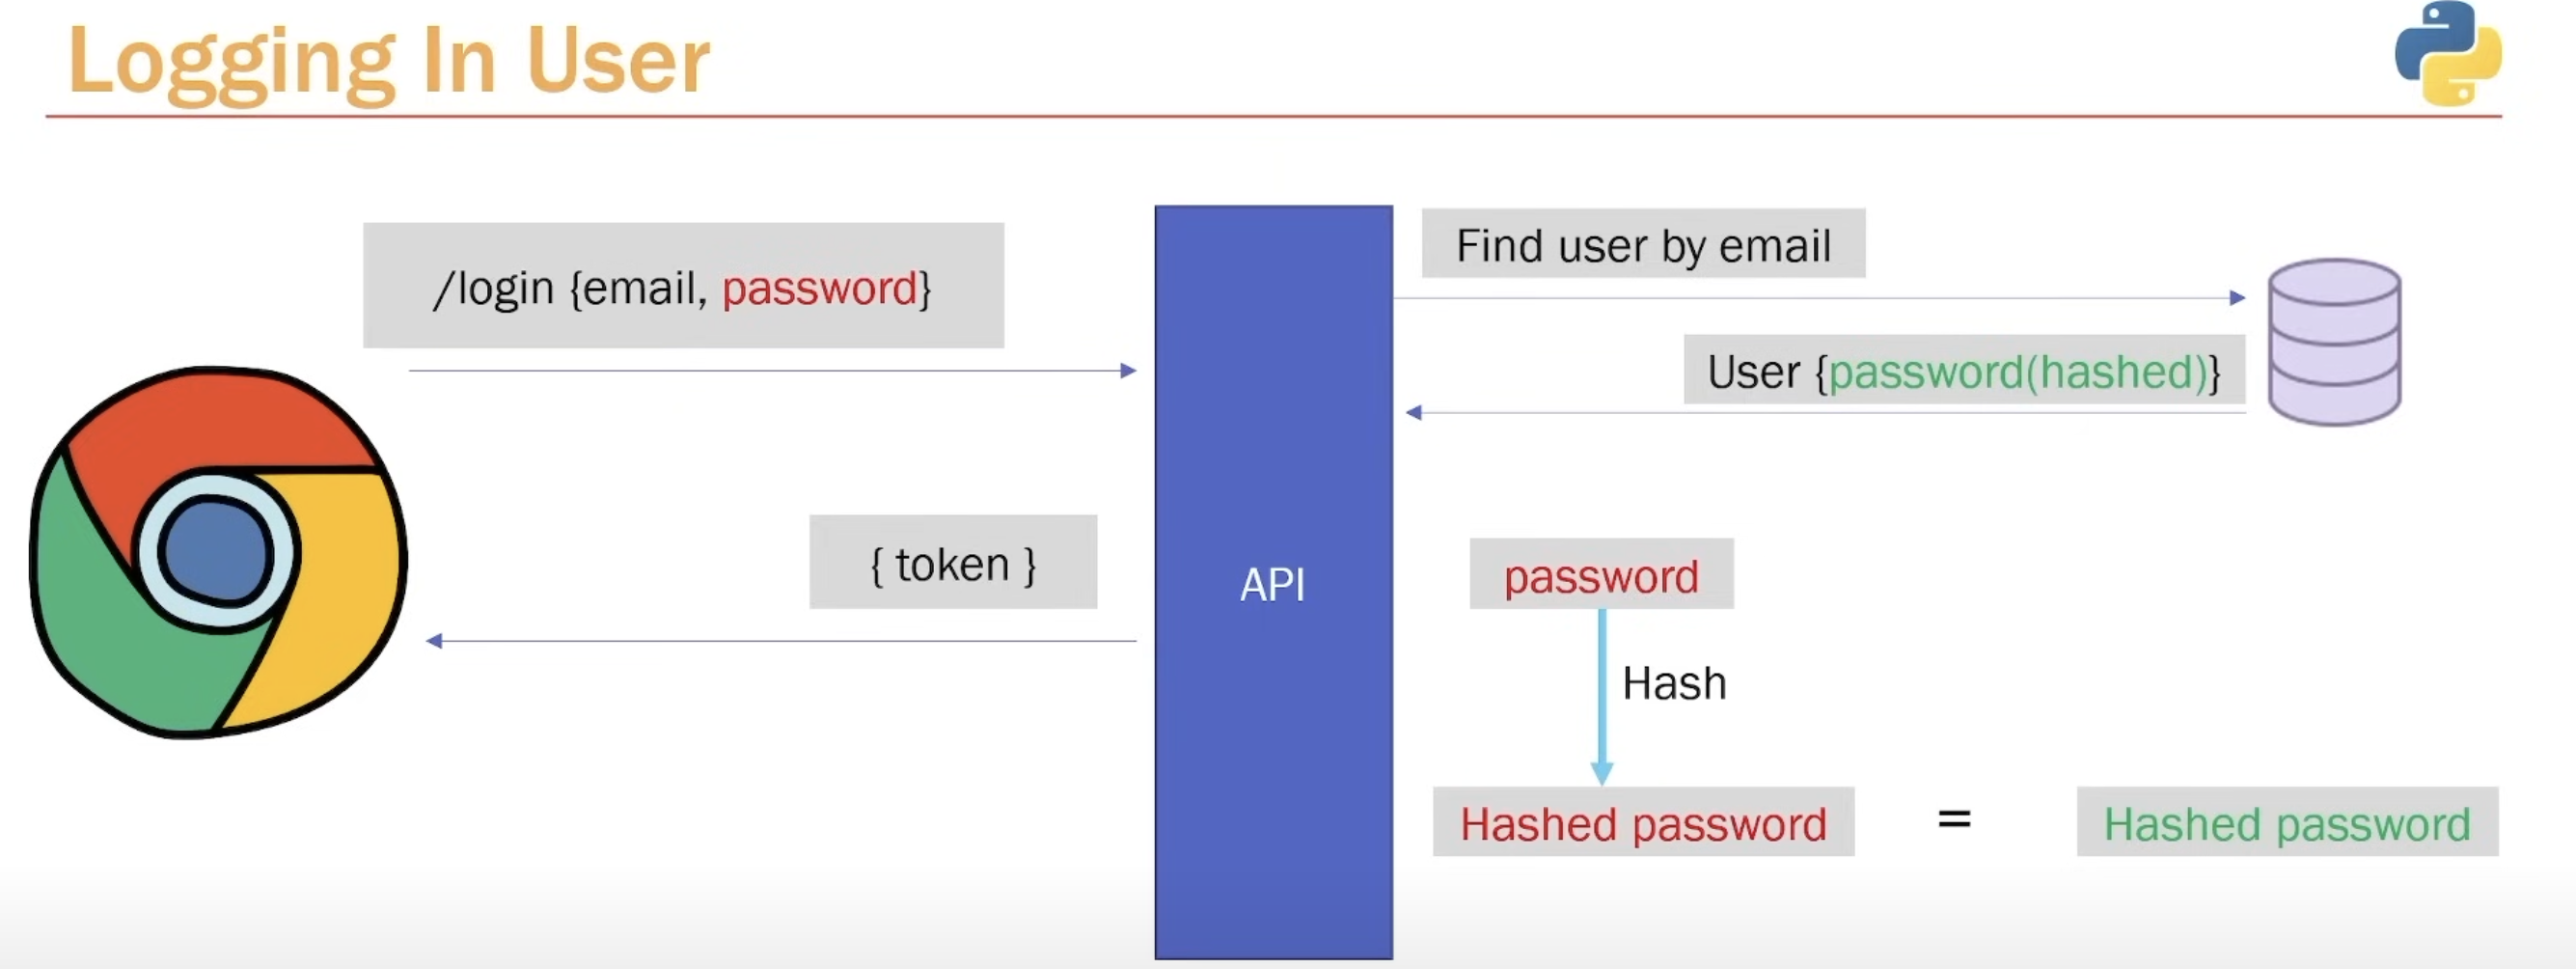 Logging In User
/login {email, password}
Find user by email
User {password(hashed)}
{ token }
API
password
Hash
Hashed password = Hashed password